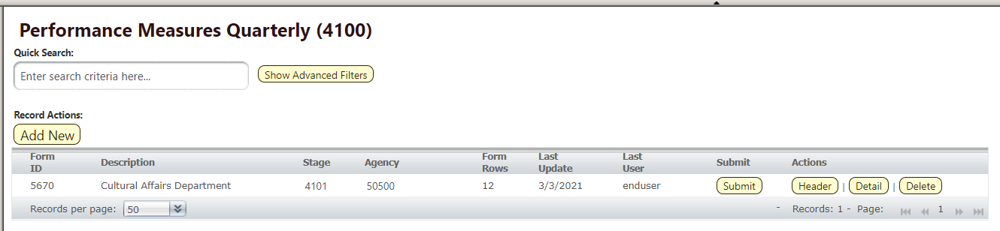 Performance Measures Quarterly (4100)
Quick Search:
Enter search criteria here... Show Advanced Filters
Record Actions:
Add New
Form ID Description Stage Agency Form Rows Last Update Last User Submit Actions
5670 Cultural Affairs Department 4101 50500 12 3/3/2021 enduser Submit Header | Detail | Delete
Records per page: 50 - Records: 1 - Page: 1